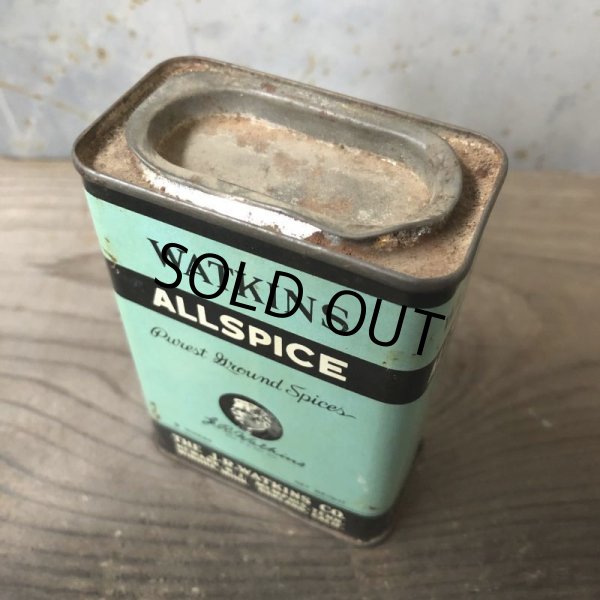 WATKINS
SOLD OUT
ALLSPICE
Purest Ground Spices
J.R. Watkins
THE J.R. WATKINS CO.